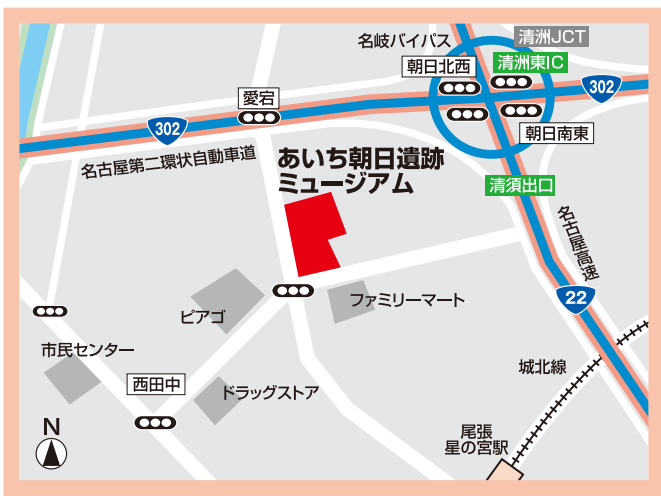 名岐バイパス
清洲JCT
朝日北西
清洲東IC
302
愛宕
302
朝日南東
名古屋第二環状自動車道
あいち朝日遺跡
ミュージアム
清須出口
名古屋高速
22
ピアゴ
ファミリーマート
市民センター
西田中
ドラッグストア
城北線
尾張
星の宮駅
N